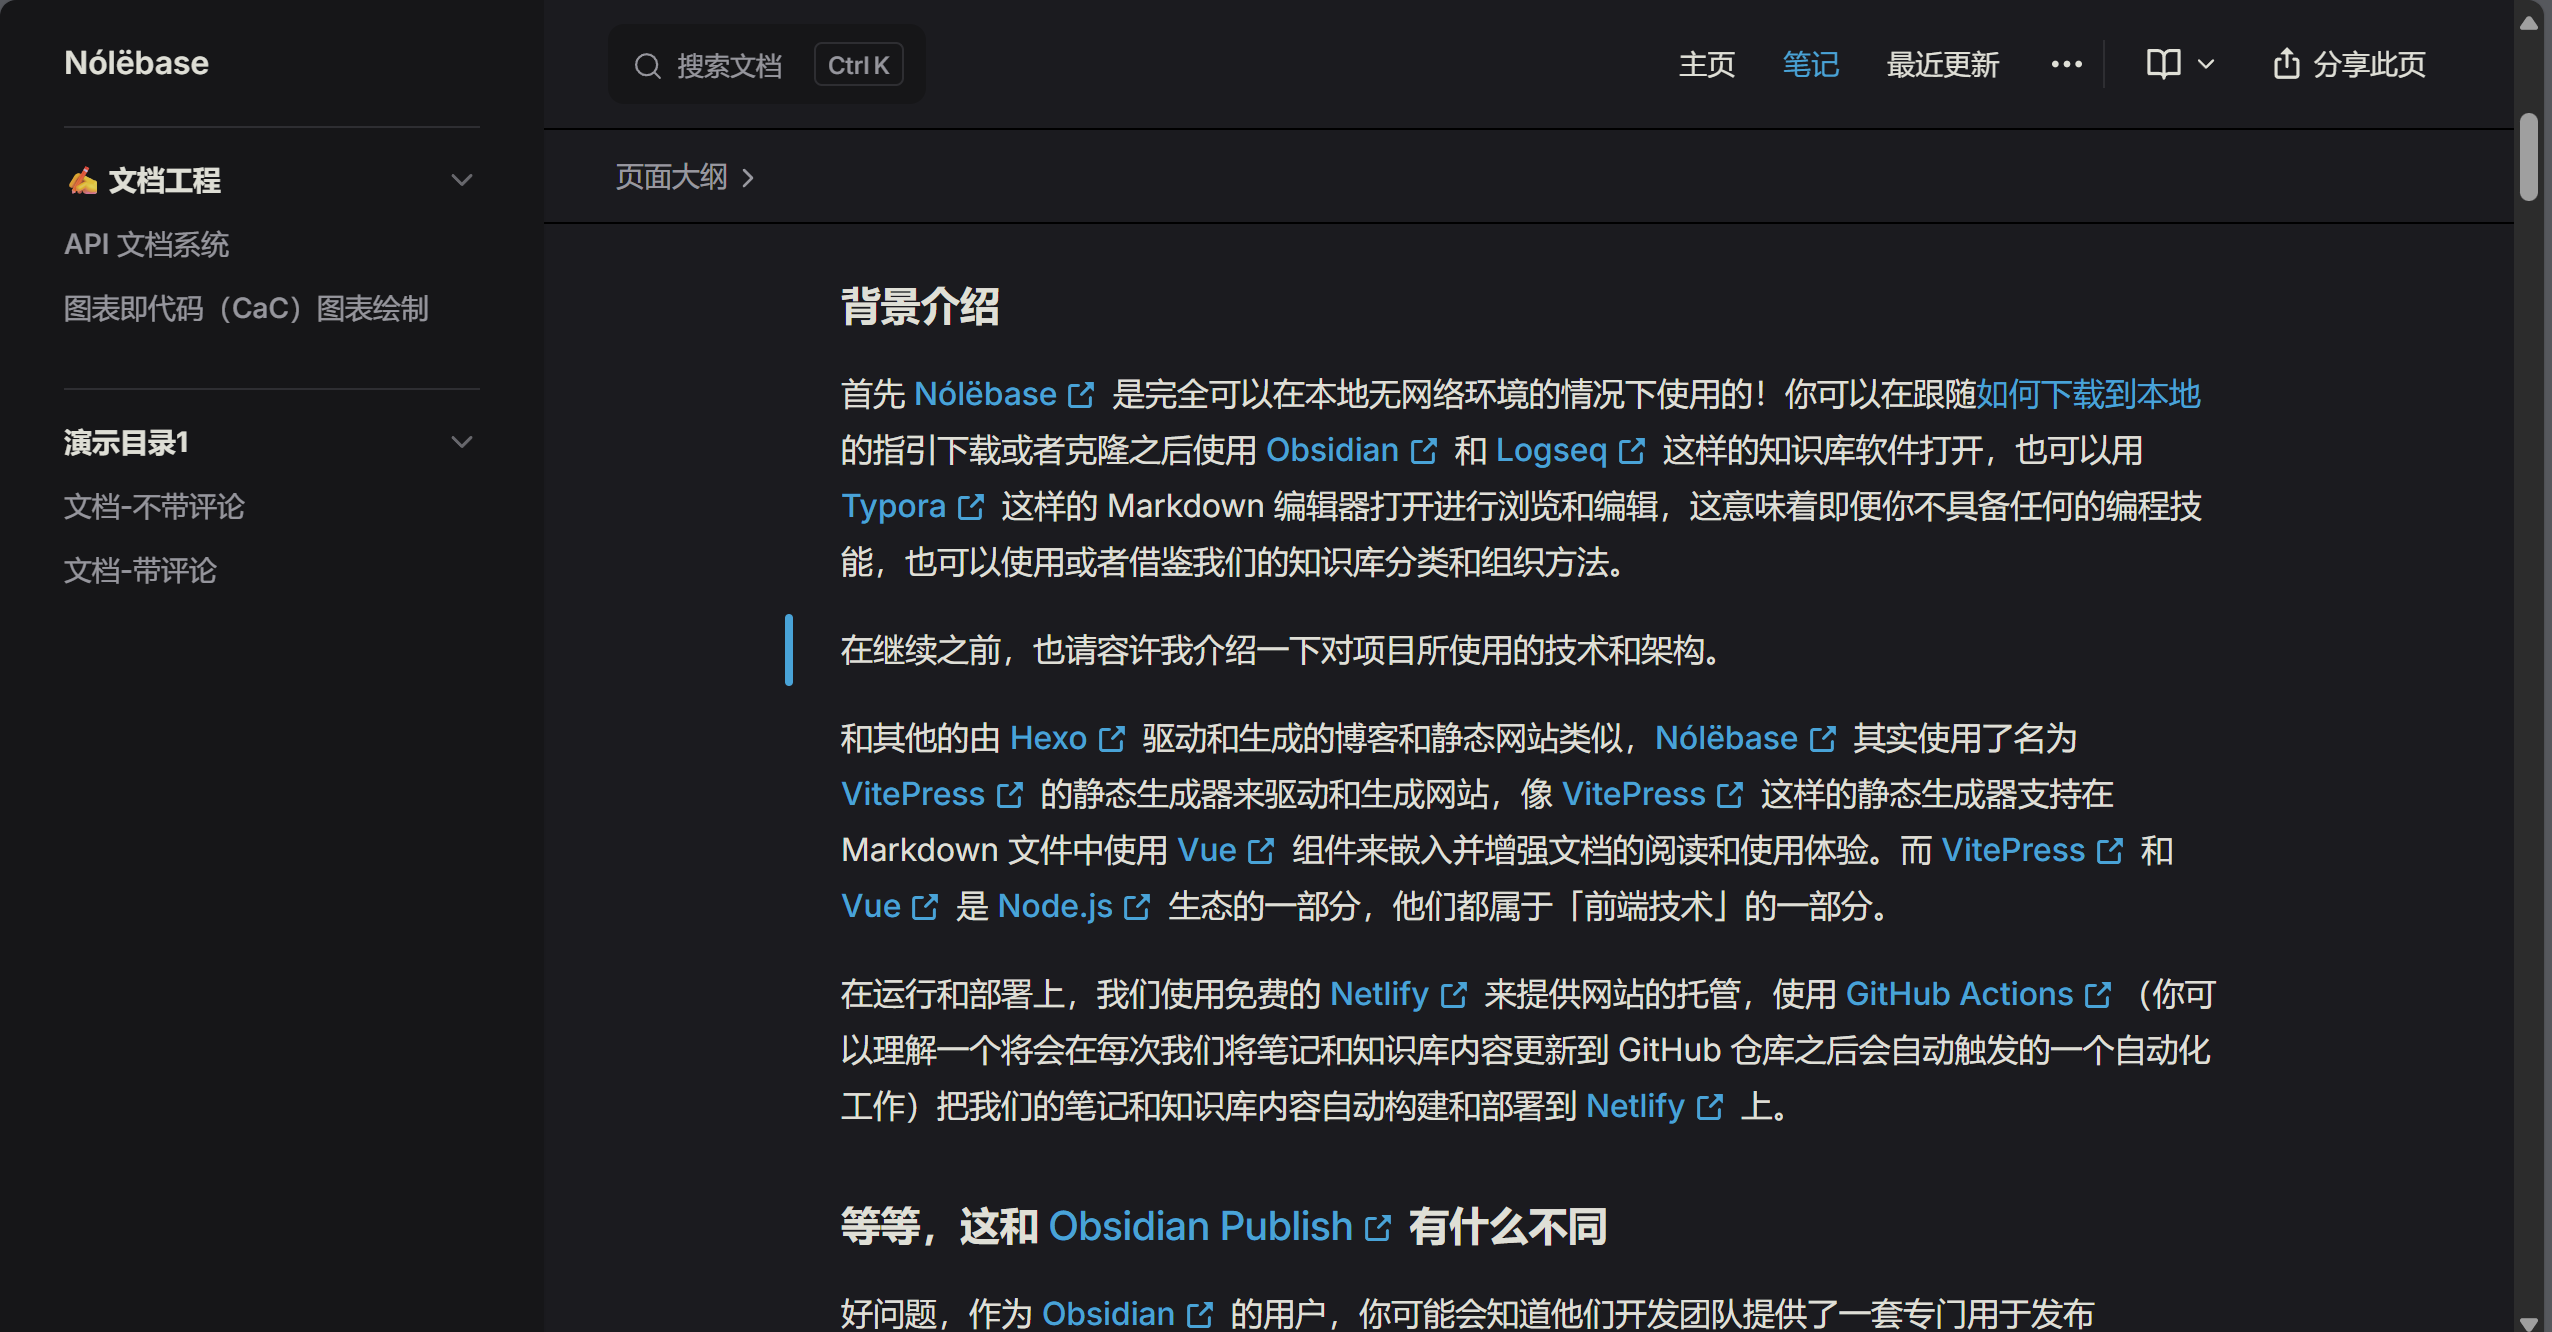 Nólëbase
搜索文档 Ctrl K
主页 笔记 最近更新 分享此页
页面大纲
✍ 文档工程
API 文档系统
图表即代码（CaC）图表绘制
演示目录1
文档-不带评论
文档-带评论
背景介绍
首先 Nólëbase 是完全可以在本地无网络环境的情况下使用的！你可以在跟随如何下载到本地
的指引下载或者克隆之后使用 Obsidian 和 Logseq 这样的知识库软件打开，也可以用
Typora 这样的 Markdown 编辑器打开进行浏览和编辑，这意味着即便你不具备任何的编程技
能，也可以使用或者借鉴我们的知识库分类和组织方法。
在继续之前，也请容许我介绍一下对项目所使用的技术和架构。
和其他的由 Hexo 驱动和生成的博客和静态网站类似，Nólëbase 其实使用了名为
VitePress 的静态生成器来驱动和生成网站，像 VitePress 这样的静态生成器支持在
Markdown 文件中使用 Vue 组件来嵌入并增强文档的阅读和使用体验。而 VitePress 和
Vue 是 Node.js 生态的一部分，他们都属于「前端技术」的一部分。
在运行和部署上，我们使用免费的 Netlify 来提供网站的托管，使用 GitHub Actions （你可
以理解一个将会在每次我们将笔记和知识库内容更新到 GitHub 仓库之后会自动触发的一个自动化
工作）把我们的笔记和知识库内容自动构建和部署到 Netlify 上。
等等，这和 Obsidian Publish 有什么不同
好问题，作为 Obsidian 的用户，你可能会知道他们开发团队提供了一套专门用于发布